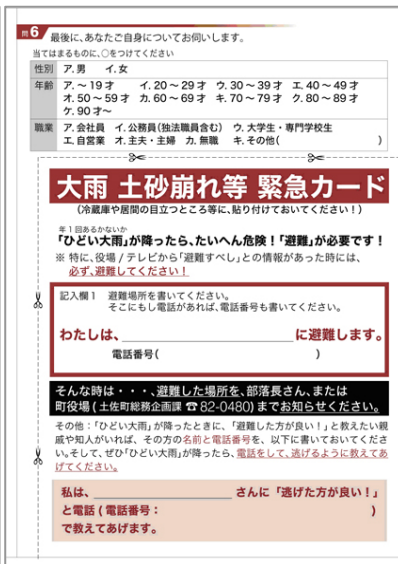 問6 最後に、あなたご自身についてお伺いします。
当てはまるものに、○をつけてください
性別 ア.男 イ.女
年齢 ア.～19才 イ.20～29才 ウ.30～39才 エ.40～49才
オ.50～59才 カ.60～69才 キ.70～79才 ク.80～89才
ケ.90才～
職業 ア.会社員 イ.公務員(独法職員含む) ウ.大学生・専門学校生
エ.自営業 オ.主夫・主婦 カ.無職 キ.その他( )
大雨 土砂崩れ等 緊急カード
(冷蔵庫や居間の目立つところ等に、貼り付けておいてください！)
年1回あるかないか
「ひどい大雨」が降ったら、たいへん危険！「避難」が必要です！
※ 特に、役場/テレビから「避難すべし」との情報があった時には、
必ず、避難してください！
記入欄1 避難場所を書いてください。
そこにもし電話があれば、電話番号も書いてください。
わたしは、＿＿＿＿＿＿＿＿＿＿に避難します。
電話番号( )
そんな時は・・・、避難した場所を、部落長さん、または
町役場(土佐町総務企画課 ☎82-0480)までお知らせください。
その他：「ひどい大雨」が降ったときに、「避難した方が良い！」と教えたい親
戚や知人がいれば、その方の名前と電話番号を、以下に書いておいてくださ
い。そして、ぜひ「ひどい大雨」が降ったら、電話をして、逃げるように教えてあ
げてください。
私は、＿＿＿＿＿＿＿＿さんに「逃げた方が良い！」
と電話(電話番号： )
で教えてあげます。